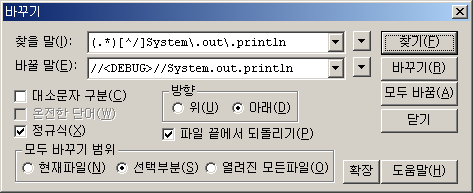 바꾸기
찾을 말(I): (.*)[^/]System\.out\.println 찾기(F)
바꿀 말(E): //<DEBUG>//System.out.println 바꾸기(R)
대소문자 구분(C) 방향 모두 바꿈(A)
온전한 단어(W) 위(U) 아래(D)
정규식(X) 파일 끝에서 되돌리기(P) 닫기
모두 바꾸기 범위
현재파일(N) 선택부분(S) 열려진 모든파일(O) 확장 도움말(H)